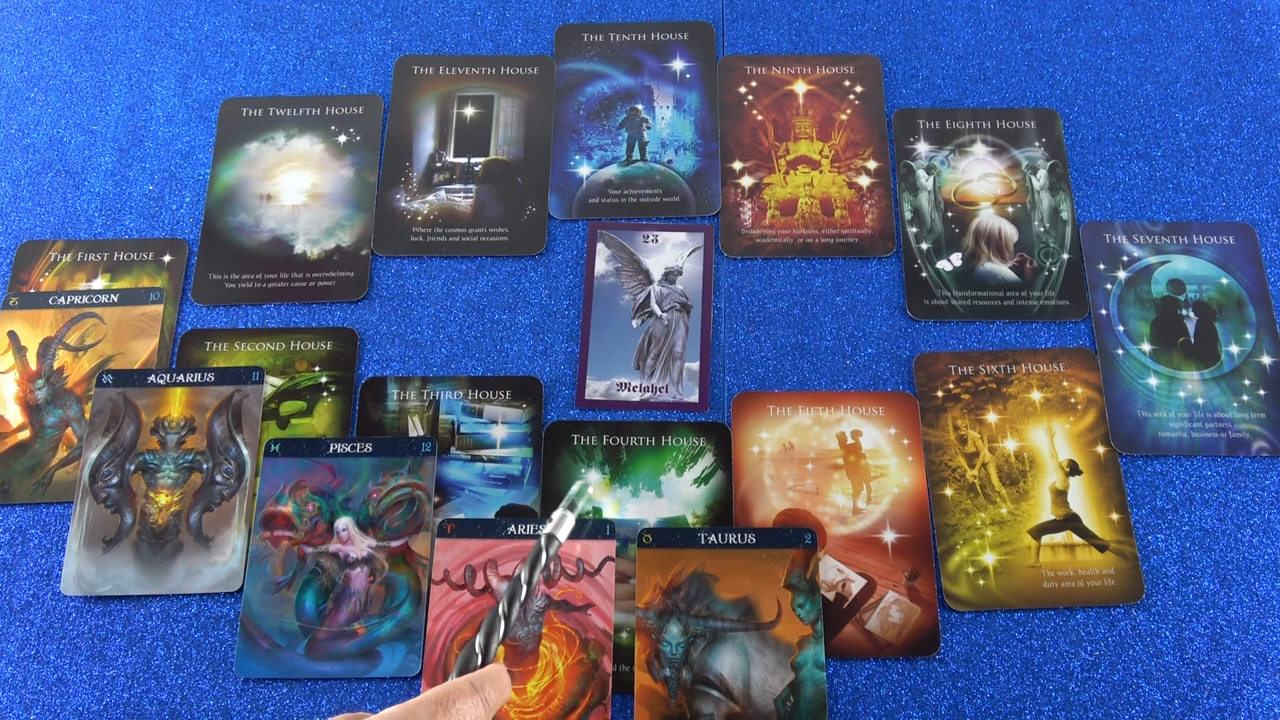 THE TENTH HOUSE
Your achievements
and status in the outside world.
THE ELEVENTH HOUSE
Where the cosmos grants wishes,
luck, friends and social occasions.
THE NINTH HOUSE
Broadening your horizons, either spiritually,
academically, or on a long journey
THE TWELFTH HOUSE
This is the area of your life that is overwhelming.
You yield to a greater cause or power.
THE EIGHTH HOUSE
This transformational area of your life
is about shared resources and intense emotions.
THE SEVENTH HOUSE
This area of your life is about long term
significant partners –
romantic, business or family.
23
Melahel
THE FIRST HOUSE
CAPRICORN 10
THE SECOND HOUSE
AQUARIUS 11
THE THIRD HOUSE
PISCES 12
THE FOURTH HOUSE
ARIES 1
THE FIFTH HOUSE
TAURUS 2
THE SIXTH HOUSE
The work, health and
duty area of your life.